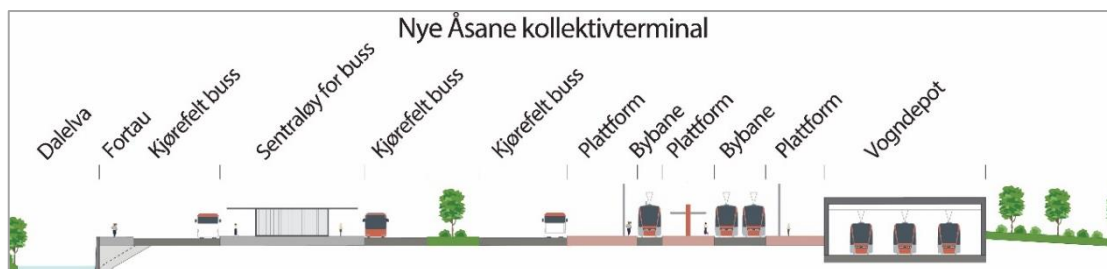 Nye Åsane kollektivterminal
Dalelva
Fortau
Kjørefelt buss
Sentraløy for buss
Kjørefelt buss
Kjørefelt buss
Plattform
Bybane
Plattform
Bybane
Plattform
Vogndepot